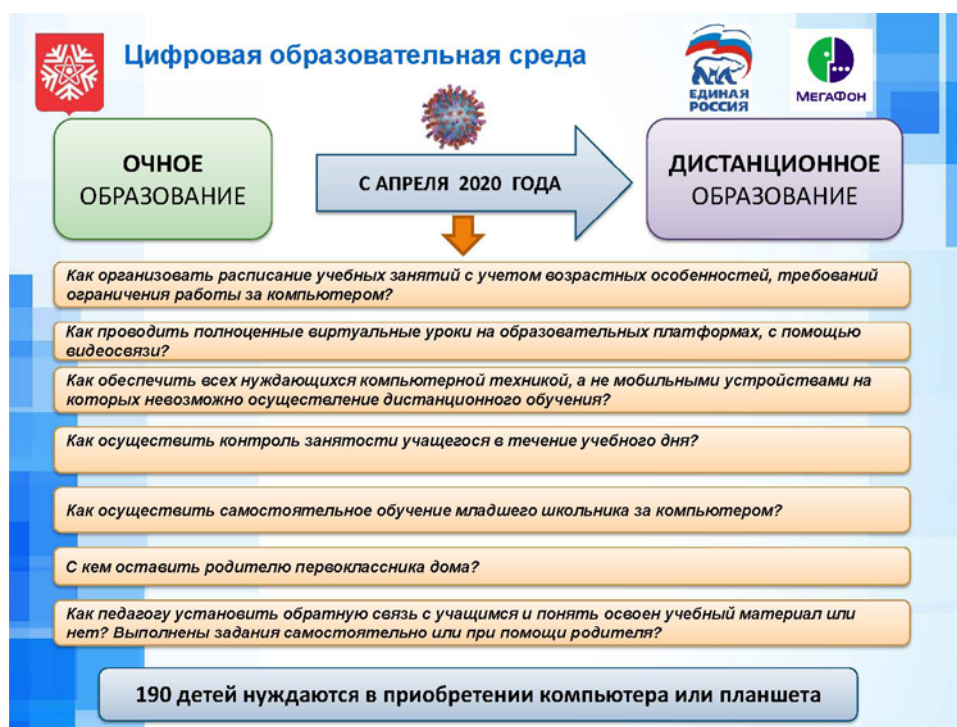 Цифровая образовательная среда
ЕДИНАЯ
РОССИЯ
МЕГАФОН
ОЧНОЕ
ОБРАЗОВАНИЕ
С АПРЕЛЯ 2020 ГОДА
ДИСТАНЦИОННОЕ
ОБРАЗОВАНИЕ
Как организовать расписание учебных занятий с учетом возрастных особенностей, требований
ограничения работы за компьютером?
Как проводить полноценные виртуальные уроки на образовательных платформах, с помощью
видеосвязи?
Как обеспечить всех нуждающихся компьютерной техникой, а не мобильными устройствами на
которых невозможно осуществление дистанционного обучения?
Как осуществить контроль занятости учащегося в течение учебного дня?
Как осуществить самостоятельное обучение младшего школьника за компьютером?
С кем оставить родителю первоклассника дома?
Как педагогу установить обратную связь с учащимся и понять освоен учебный материал или
нет? Выполнены задания самостоятельно или при помощи родителя?
190 детей нуждаются в приобретении компьютера или планшета